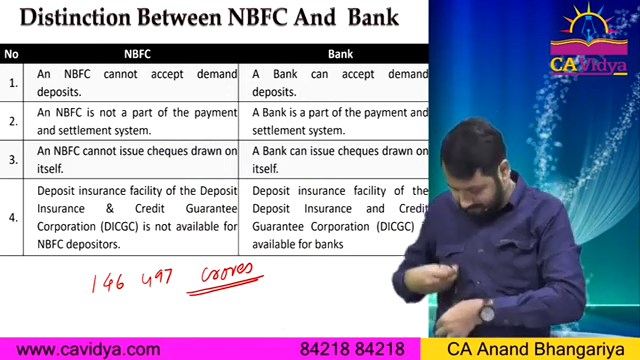 Distinction Between NBFC And Bank
No NBFC Bank
1. An NBFC cannot accept demand deposits. A Bank can accept demand deposits.
2. An NBFC is not a part of the payment and settlement system. A Bank is a part of the payment and settlement system.
3. An NBFC cannot issue cheques drawn on itself. A Bank can issue cheques drawn on itself.
4. Deposit insurance facility of the Deposit Insurance & Credit Guarantee Corporation (DICGC) is not available for NBFC depositors. Deposit insurance facility of the Deposit Insurance and Credit Guarantee Corporation (DICGC) available for banks
146 497 crores
CAVidya
www.cavidya.com 84218 84218 CA Anand Bhangariya